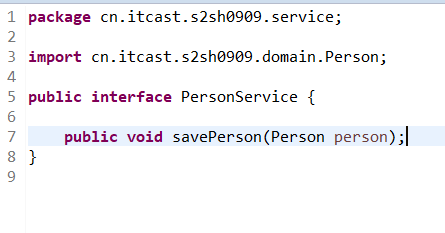 1 package cn.itcast.s2sh0909.service;
2
3 import cn.itcast.s2sh0909.domain.Person;
4
5 public interface PersonService {
6
7     public void savePerson(Person person);
8 }
9